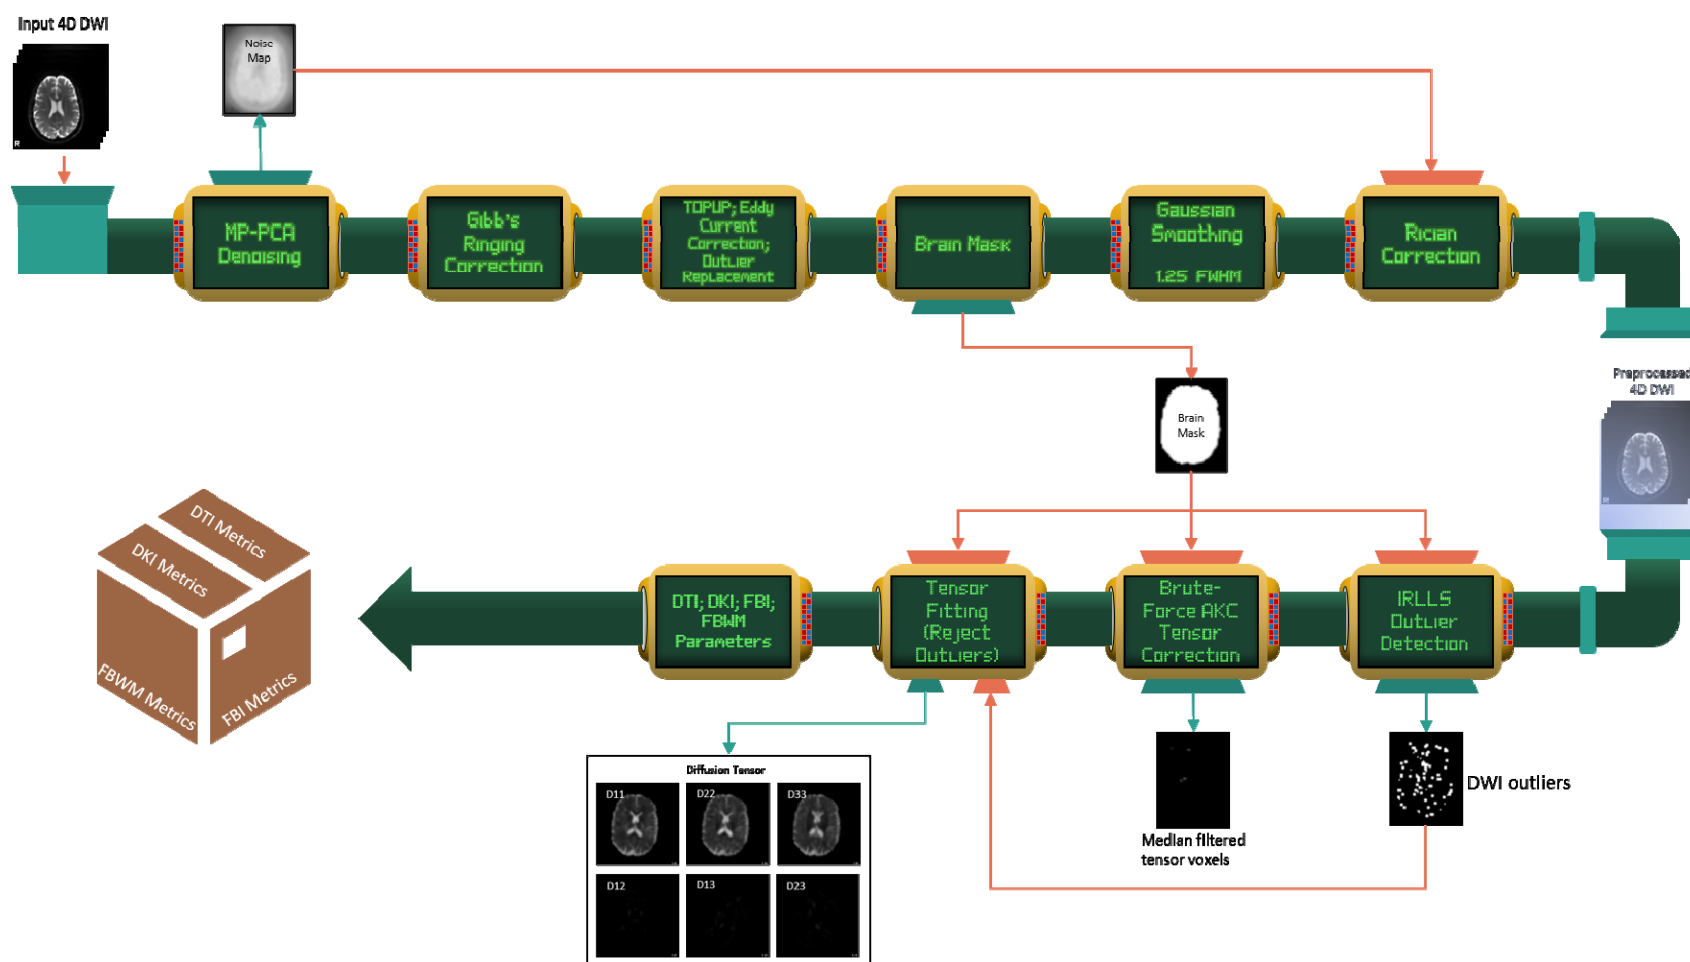 Input 4D DWI
R
Noise
Map
MP-PCA
Denoising
Gibb's
Ringing
Correction
TOPUP; Eddy
Current
Correction;
Outlier
Replacement
Brain Mask
Gaussian
Smoothing
1.25 FWHM
Rician
Correction
Preprocessed
4D DWI
R
Brain
Mask
IRLLS
Outlier
Detection
Brute-
Force AKC
Tensor
Correction
Tensor
Fitting
(Reject
Outliers)
DTI; DKI; FBI;
FBWM
Parameters
DTI Metrics
DKI Metrics
FBWM Metrics
FBI Metrics
Diffusion Tensor
D11
D22
D33
D12
D13
D23
Median filtered
tensor voxels
DWI outliers